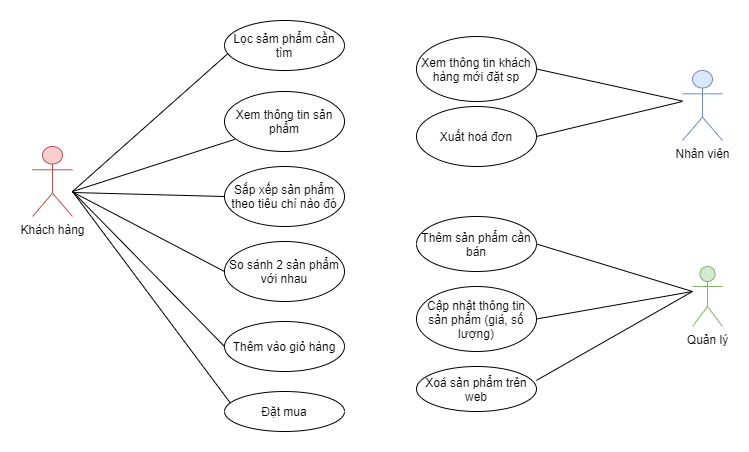 Lọc sảm phẩm cần
tìm
Xem thông tin sản
phẩm
Sắp xếp sản phẩm
theo tiêu chí nào đó
So sánh 2 sản phẩm
với nhau
Thêm vào giỏ hàng
Đặt mua
Khách hàng
Xem thông tin khách
hàng mới đặt sp
Xuất hoá đơn
Nhân viên
Thêm sản phẩm cần
bán
Cập nhật thông tin
sản phẩm (giá, số
lượng)
Xoá sản phẩm trên
web
Quản lý